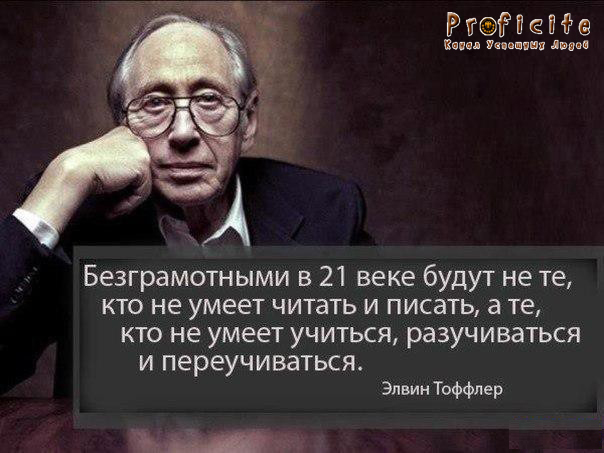 Proficite
Канал Успешных Людей
Безграмотными в 21 веке будут не те,
кто не умеет читать и писать, а те,
кто не умеет учиться, разучиваться
и переучиваться.
Элвин Тоффлер